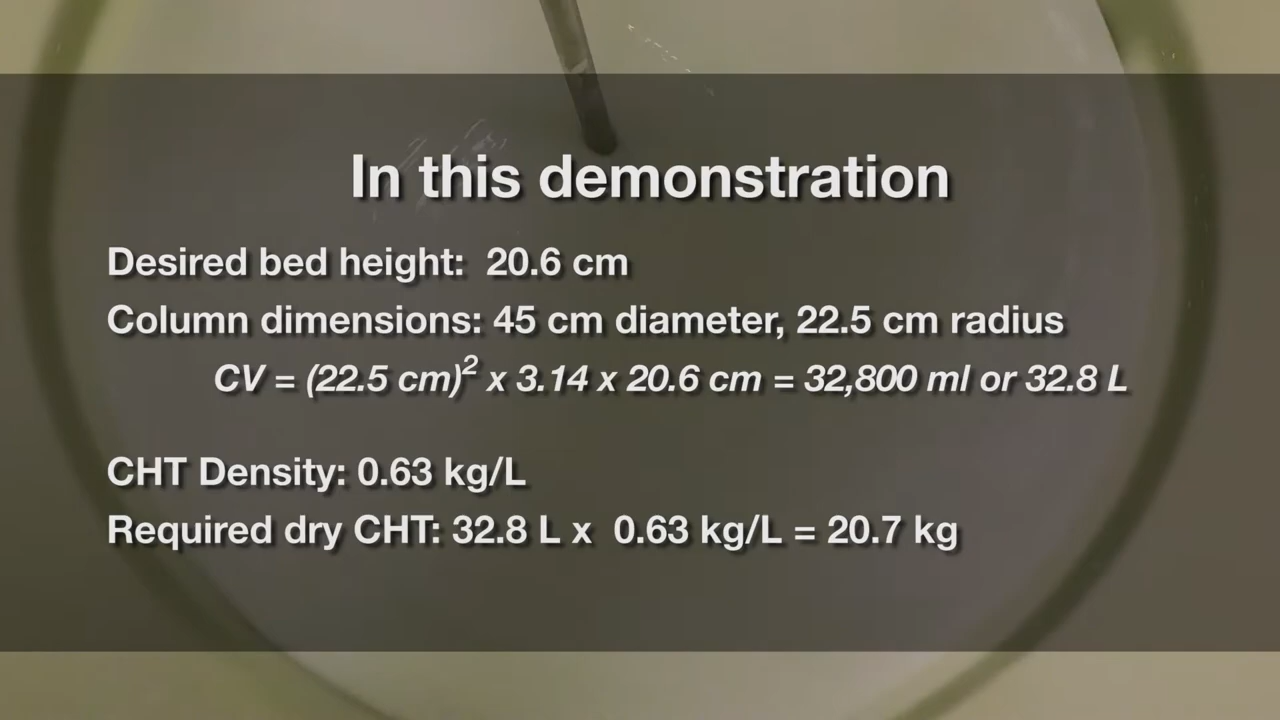 In this demonstration
Desired bed height: 20.6 cm
Column dimensions: 45 cm diameter, 22.5 cm radius
CV = (22.5 cm)² x 3.14 x 20.6 cm = 32,800 ml or 32.8 L
CHT Density: 0.63 kg/L
Required dry CHT: 32.8 L x 0.63 kg/L = 20.7 kg